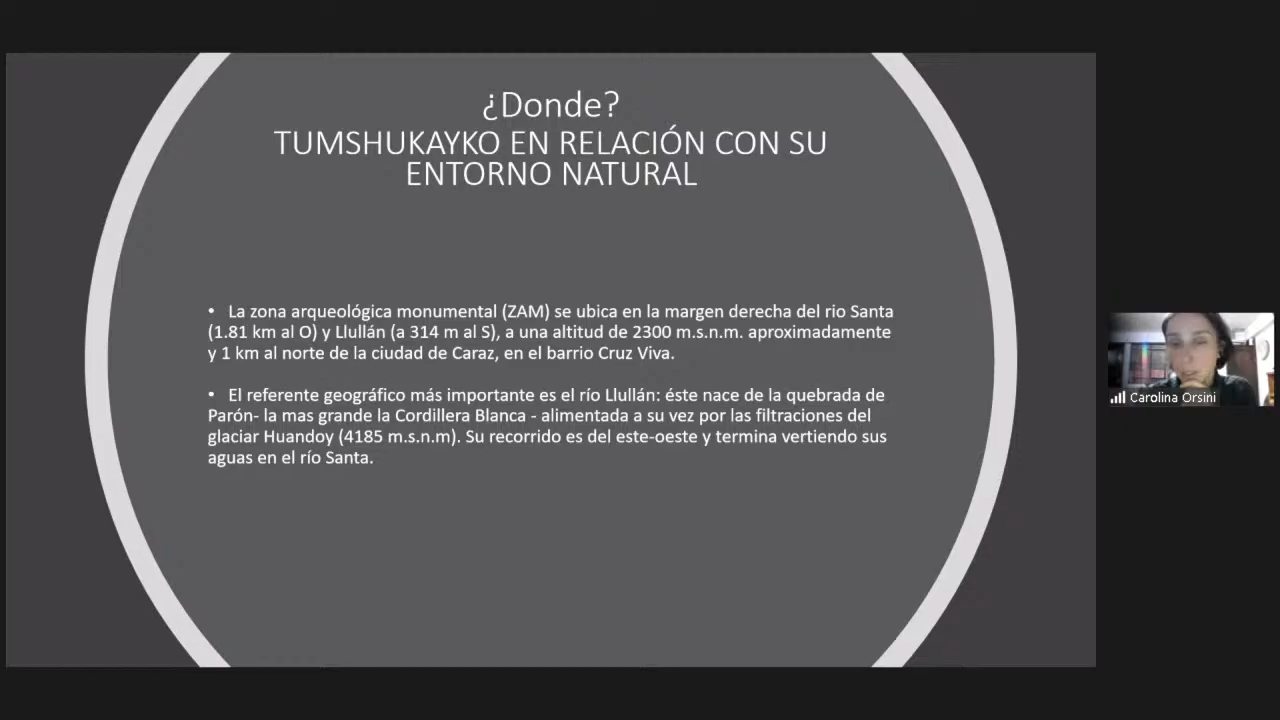 ¿Donde?
TUMSHUKAYKO EN RELACIÓN CON SU
ENTORNO NATURAL
• La zona arqueológica monumental (ZAM) se ubica en la margen derecha del rio Santa
(1.81 km al O) y Llullán (a 314 m al S), a una altitud de 2300 m.s.n.m. aproximadamente
y 1 km al norte de la ciudad de Caraz, en el barrio Cruz Viva.
• El referente geográfico más importante es el río Llullán: éste nace de la quebrada de
Parón- la mas grande la Cordillera Blanca - alimentada a su vez por las filtraciones del
glaciar Huandoy (4185 m.s.n.m). Su recorrido es del este-oeste y termina vertiendo sus
aguas en el río Santa.
Carolina Orsini